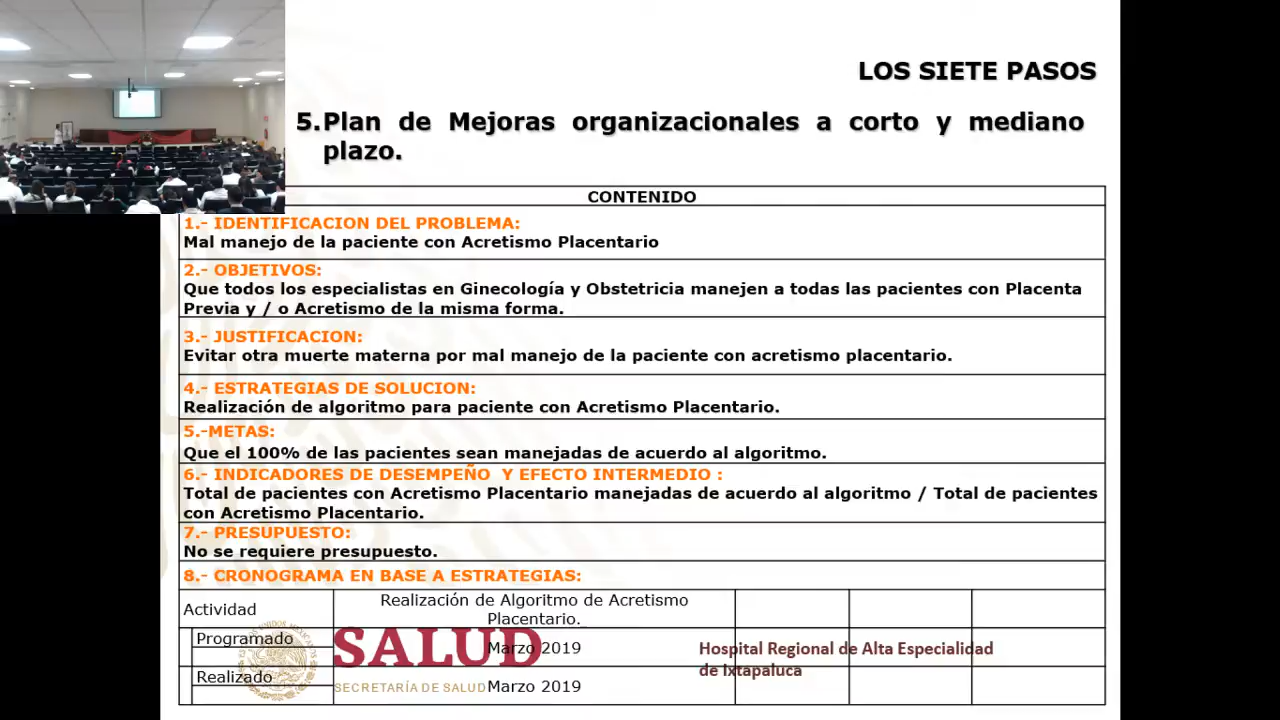 LOS SIETE PASOS
5.Plan de Mejoras organizacionales a corto y mediano
plazo.
CONTENIDO
1.- IDENTIFICACION DEL PROBLEMA:
Mal manejo de la paciente con Acretismo Placentario
2.- OBJETIVOS:
Que todos los especialistas en Ginecología y Obstetricia manejen a todas las pacientes con Placenta
Previa y / o Acretismo de la misma forma.
3.- JUSTIFICACION:
Evitar otra muerte materna por mal manejo de la paciente con acretismo placentario.
4.- ESTRATEGIAS DE SOLUCION:
Realización de algoritmo para paciente con Acretismo Placentario.
5.-METAS:
Que el 100% de las pacientes sean manejadas de acuerdo al algoritmo.
6.- INDICADORES DE DESEMPEÑO Y EFECTO INTERMEDIO :
Total de pacientes con Acretismo Placentario manejadas de acuerdo al algoritmo / Total de pacientes
con Acretismo Placentario.
7.- PRESUPUESTO:
No se requiere presupuesto.
8.- CRONOGRAMA EN BASE A ESTRATEGIAS:
Actividad
Realización de Algoritmo de Acretismo
Placentario.
Programado
Marzo 2019
Realizado
Marzo 2019
SALUD
SECRETARÍA DE SALUD
Hospital Regional de Alta Especialidad
de Ixtapaluca